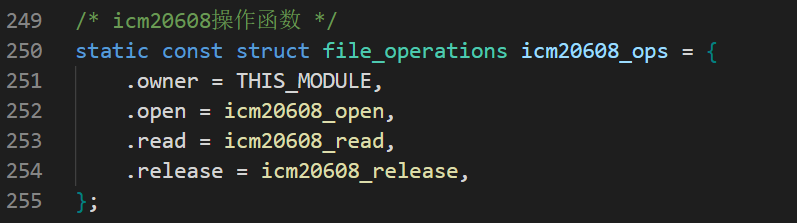 249 /* icm20608操作函数 */
250 static const struct file_operations icm20608_ops = {
251     .owner = THIS_MODULE,
252     .open = icm20608_open,
253     .read = icm20608_read,
254     .release = icm20608_release,
255 };